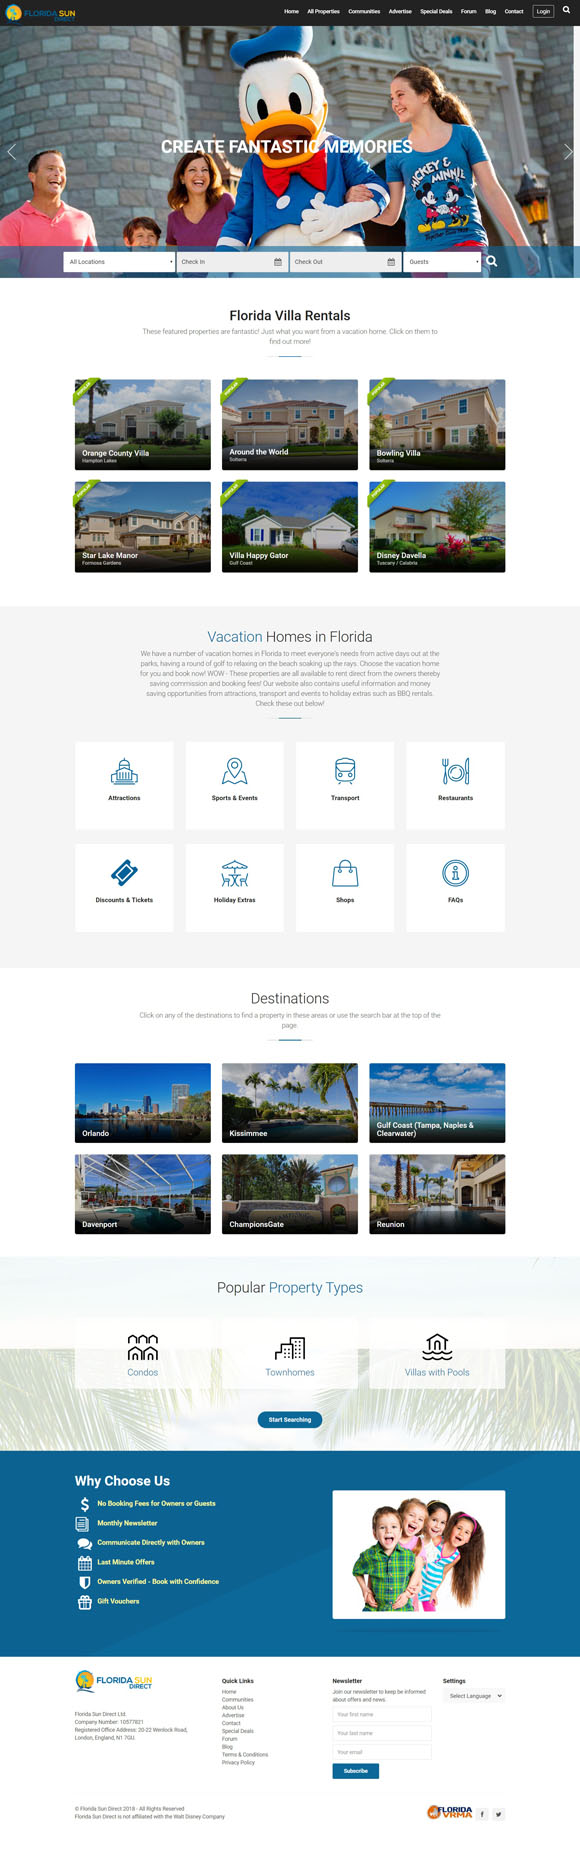 FLORIDA SUN
DIRECT
Home All Properties Communities Advertise Special Deals Forum Blog Contact Login
CREATE FANTASTIC MEMORIES
MICKEY &
MINNIE
All Locations Check In Check Out Guests
Florida Villa Rentals
These featured properties are fantastic! Just what you want from a vacation home. Click on them to
find out more!
POPULAR POPULAR POPULAR
Orange County Villa Around the World Bowling Villa
Hampton Lakes Solterra Solterra
POPULAR POPULAR POPULAR
Star Lake Manor Villa Happy Gator Disney Davella
Formosa Gardens Gulf Coast Tuscany / Calabria
Vacation Homes in Florida
We have a number of vacation homes in Florida to meet everyone's needs from active days out at the
parks, having a round of golf to relaxing on the beach soaking up the rays. Choose the vacation home
for you and book now! WOW - These properties are all available to rent direct from the owners thereby
saving commission and booking fees! Our website also contains useful information and money
saving opportunities from attractions, transport and events to holiday extras such as BBQ rentals.
Check these out below!
Attractions Sports & Events Transport Restaurants
Discounts & Tickets Holiday Extras Shops FAQs
Destinations
Click on any of the destinations to find a property in these areas or use the search bar at the top of the
page.
Orlando Kissimmee Gulf Coast (Tampa, Naples &
Clearwater)
Davenport ChampionsGate Reunion
Popular Property Types
Condos Townhomes Villas with Pools
Start Searching
Why Choose Us
No Booking Fees for Owners or Guests
Monthly Newsletter
Communicate Directly with Owners
Last Minute Offers
Owners Verified - Book with Confidence
Gift Vouchers
FLORIDA SUN
DIRECT
Florida Sun Direct Ltd.
Company Number: 10577821
Registered Office Address: 20-22 Wenlock Road,
London, England, N1 7GU.
Quick Links
Home
Communities
About Us
Advertise
Contact
Special Deals
Forum
Blog
Terms & Conditions
Privacy Policy
Newsletter
Join our newsletter to keep be informed
about offers and news.
Your first name
Your last name
Your email
Subscribe
Settings
Select Language
© Florida Sun Direct 2018 - All Rights Reserved
Florida Sun Direct is not affiliated with the Walt Disney Company
FLORIDA
VRMA